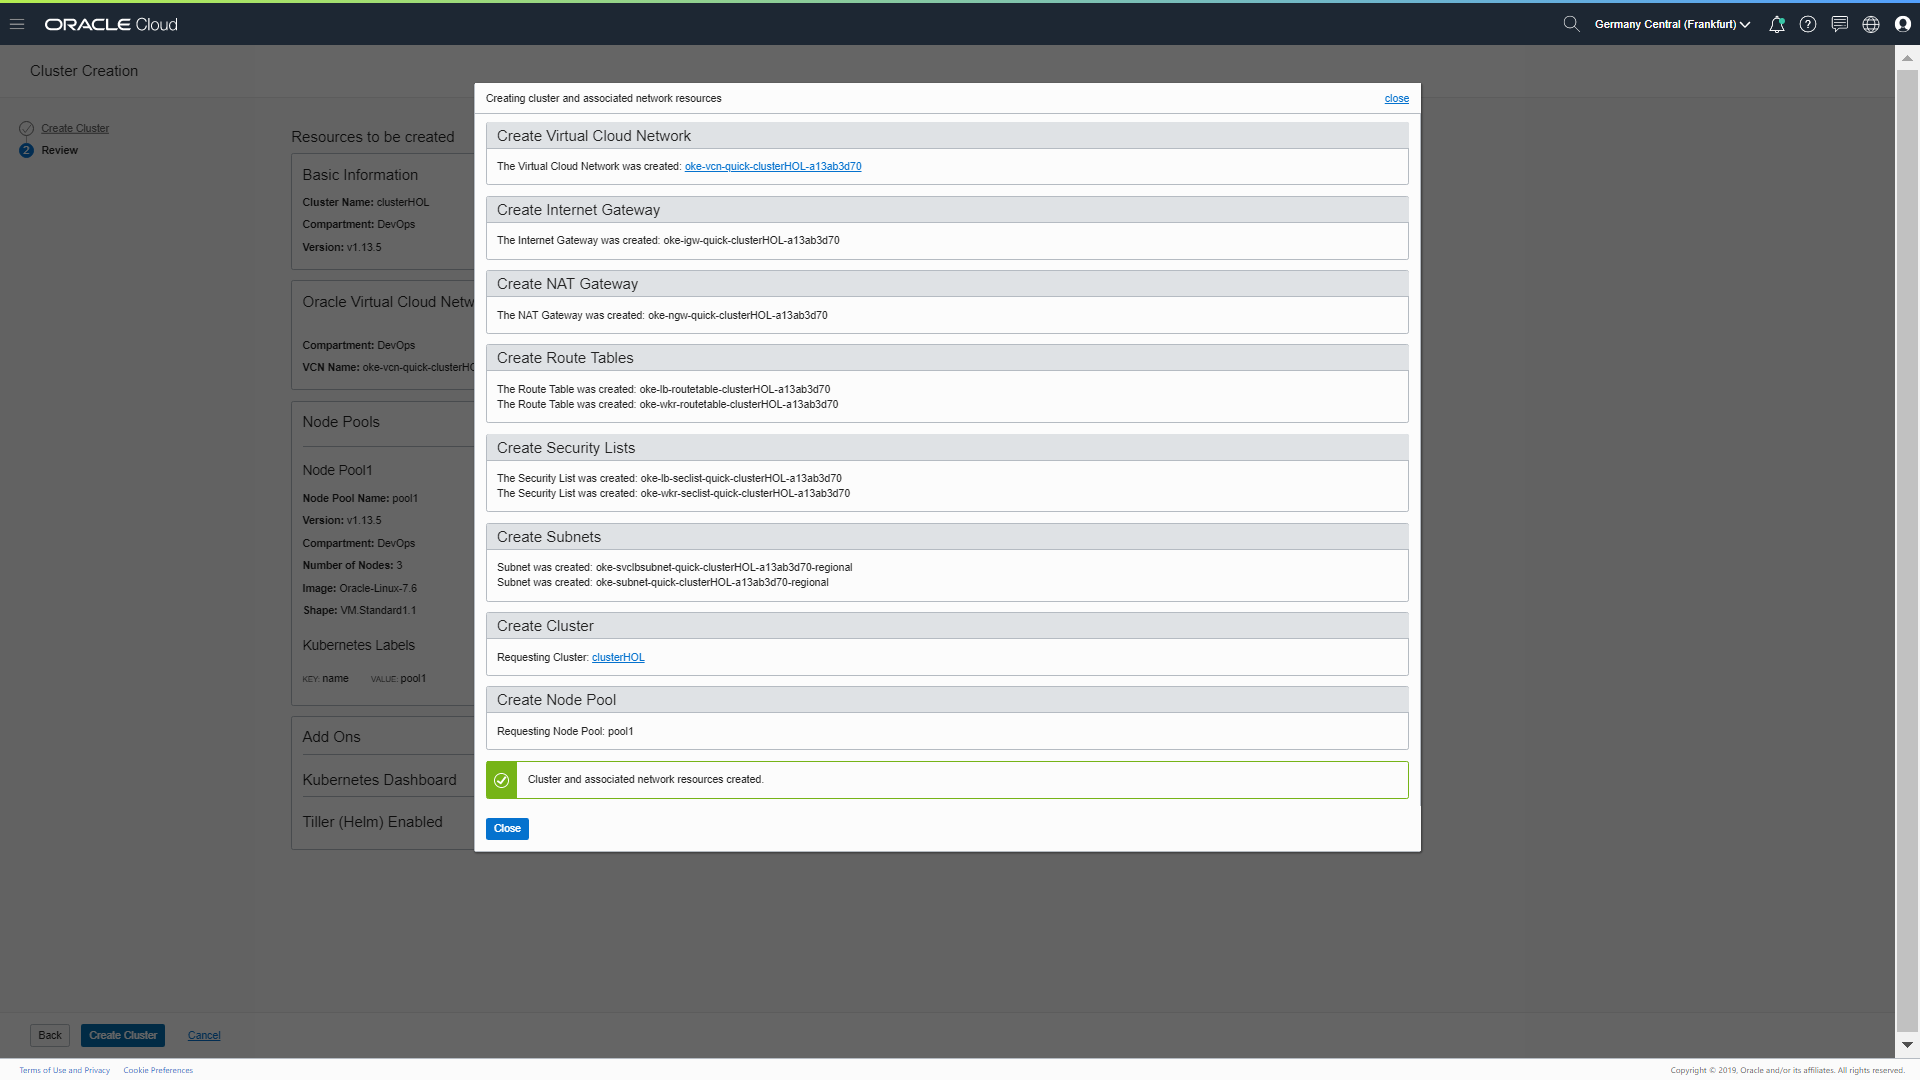 ORACLE Cloud
Germany Central (Frankfurt)
Cluster Creation
Create Cluster
2 Review
Resources to be created
Basic Information
Cluster Name: clusterHOL
Compartment: DevOps
Version: v1.13.5
Oracle Virtual Cloud Netw
Compartment: DevOps
VCN Name: oke-vcn-quick-clusterHO
Node Pools
Node Pool1
Node Pool Name: pool1
Version: v1.13.5
Compartment: DevOps
Number of Nodes: 3
Image: Oracle-Linux-7.6
Shape: VM.Standard1.1
Kubernetes Labels
KEY: name VALUE: pool1
Add Ons
Kubernetes Dashboard
Tiller (Helm) Enabled
Creating cluster and associated network resources
close
Create Virtual Cloud Network
The Virtual Cloud Network was created: oke-vcn-quick-clusterHOL-a13ab3d70
Create Internet Gateway
The Internet Gateway was created: oke-igw-quick-clusterHOL-a13ab3d70
Create NAT Gateway
The NAT Gateway was created: oke-ngw-quick-clusterHOL-a13ab3d70
Create Route Tables
The Route Table was created: oke-lb-routetable-clusterHOL-a13ab3d70
The Route Table was created: oke-wkr-routetable-clusterHOL-a13ab3d70
Create Security Lists
The Security List was created: oke-lb-seclist-quick-clusterHOL-a13ab3d70
The Security List was created: oke-wkr-seclist-quick-clusterHOL-a13ab3d70
Create Subnets
Subnet was created: oke-svclbsubnet-quick-clusterHOL-a13ab3d70-regional
Subnet was created: oke-subnet-quick-clusterHOL-a13ab3d70-regional
Create Cluster
Requesting Cluster: clusterHOL
Create Node Pool
Requesting Node Pool: pool1
Cluster and associated network resources created.
Close
Back Create Cluster Cancel
Terms of Use and Privacy Cookie Preferences
Copyright © 2019, Oracle and/or its affiliates. All rights reserved.